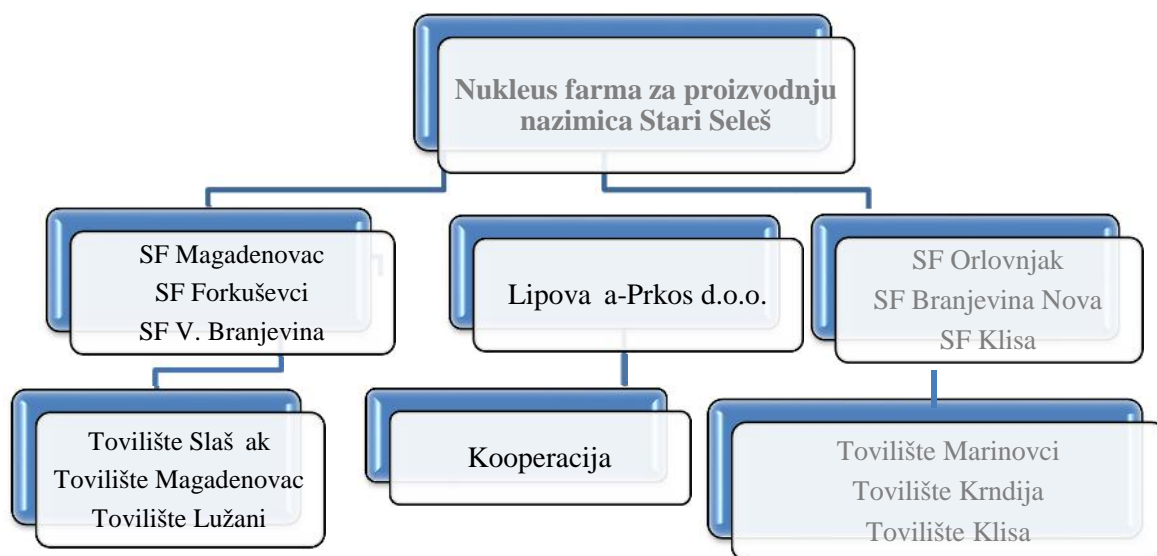 Nukleus farma za proizvodnju
nazimica Stari Seleš
SF Magadenovac
SF Forkuševci
SF V. Branjevina
Lipova a-Prkos d.o.o.
SF Orlovnjak
SF Branjevina Nova
SF Klisa
Tovilište Slaš ak
Tovilište Magadenovac
Tovilište Lužani
Kooperacija
Tovilište Marinovci
Tovilište Krndija
Tovilište Klisa